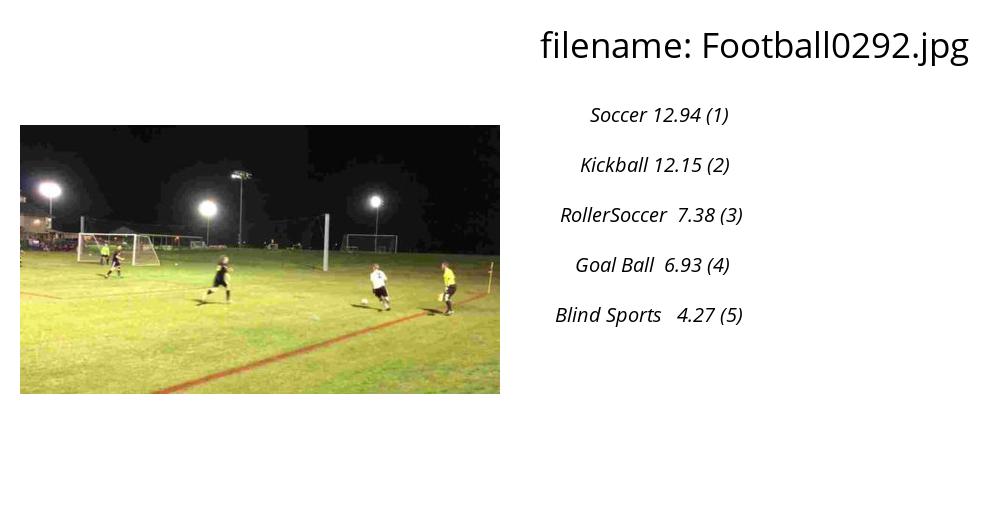 filename: Football0292.jpg
Soccer 12.94 (1)
Kickball 12.15 (2)
RollerSoccer 7.38 (3)
Goal Ball 6.93 (4)
Blind Sports 4.27 (5)